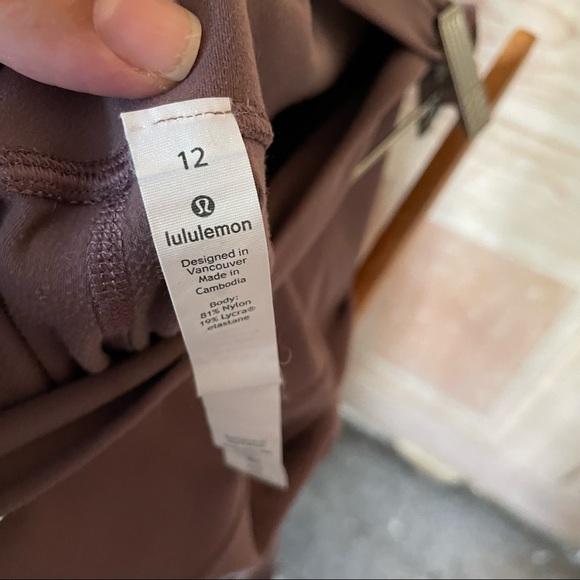 12
lululemon
Designed in
Vancouver
Made in
Cambodia
Body:
81% Nylon
19% Lycra®
elastane